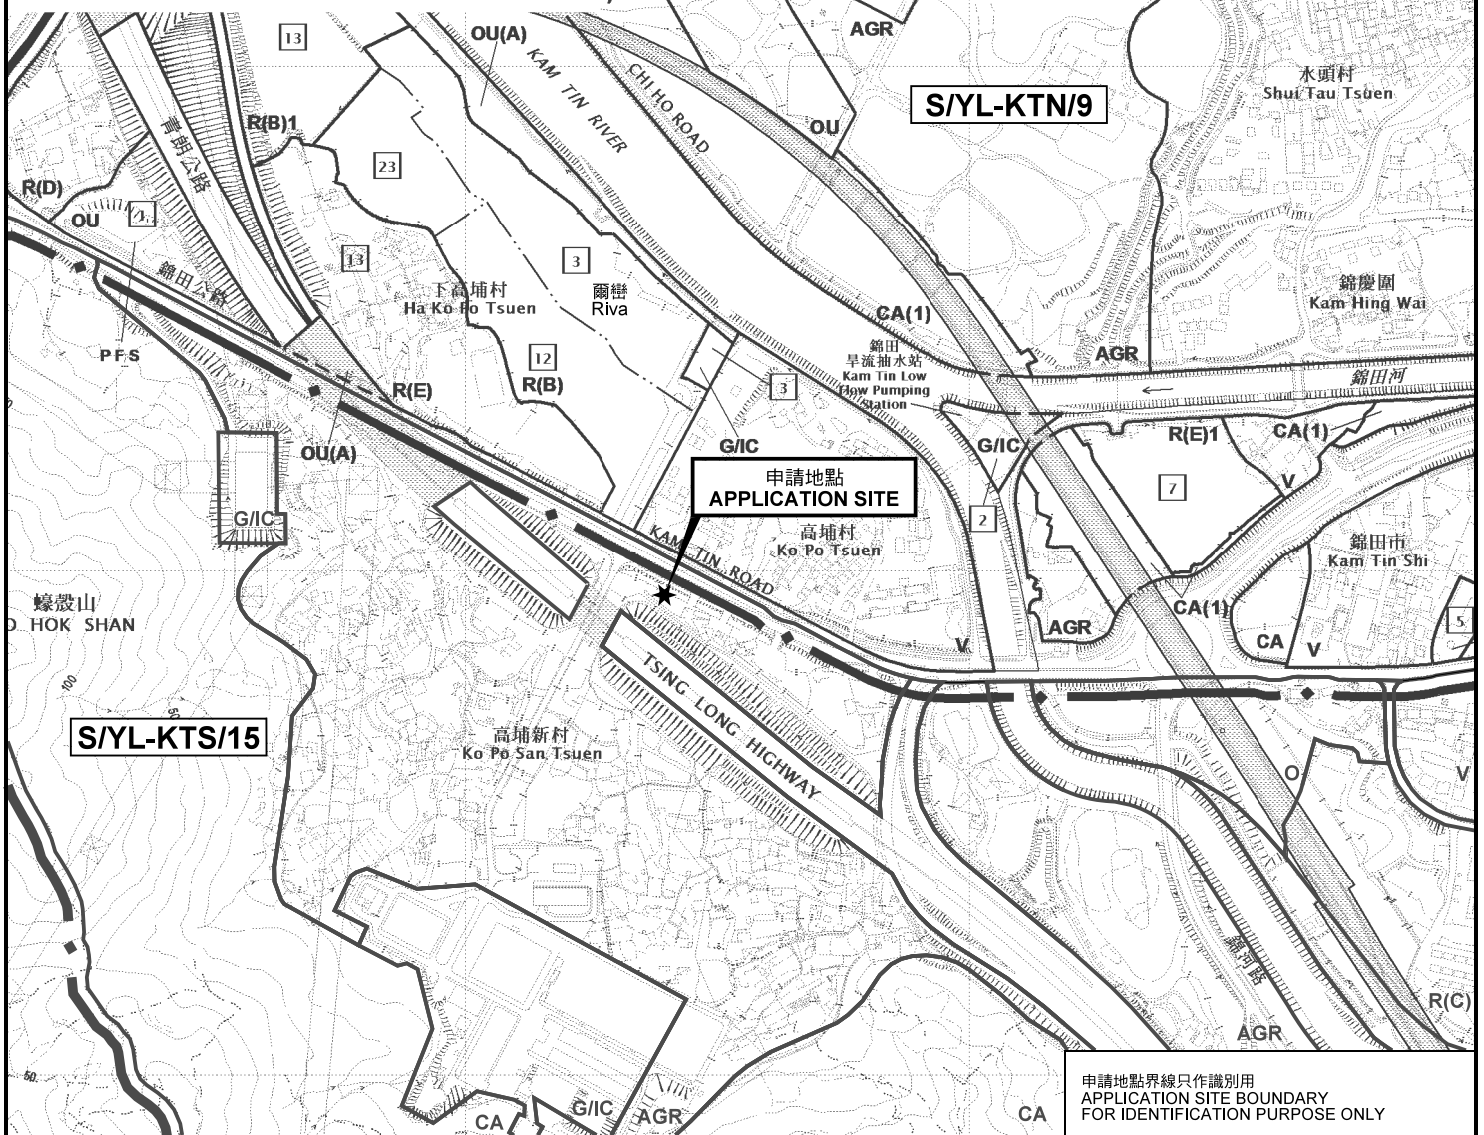 13
OU(A)
AGR
KAM TIN RIVER
CHI HO ROAD
S/YL-KTN/9
水頭村
Shui Tau Tsuen
R(B)1
青朗公路
OU
23
R(D)
OU
錦田公路
13
3
下高埔村
Ha Ko Po Tsuen
爾巒
Riva
錦慶圍
Kam Hing Wai
CA(1)
PFS
12
R(B)
R(E)
錦田
旱流抽水站
Kam Tin Low
Flow Pumping
Station
AGR
錦田河
3
G/IC
G/IC
R(E)1
CA(1)
OU(A)
申請地點
APPLICATION SITE
7
V
G/IC
2
KAM TIN ROAD
高埔村
Ko Po Tsuen
錦田市
Kam Tin Shi
蠔殼山
HOK SHAN
CA(1)
AGR
5
V
CA
V
100
TSING LONG HIGHWAY
S/YL-KTS/15
50
高埔新村
Ko Po San Tsuen
O
V
錦河路
R(C)
AGR
50
CA
G/IC
AGR
CA
申請地點界線只作識別用
APPLICATION SITE BOUNDARY
FOR IDENTIFICATION PURPOSE ONLY